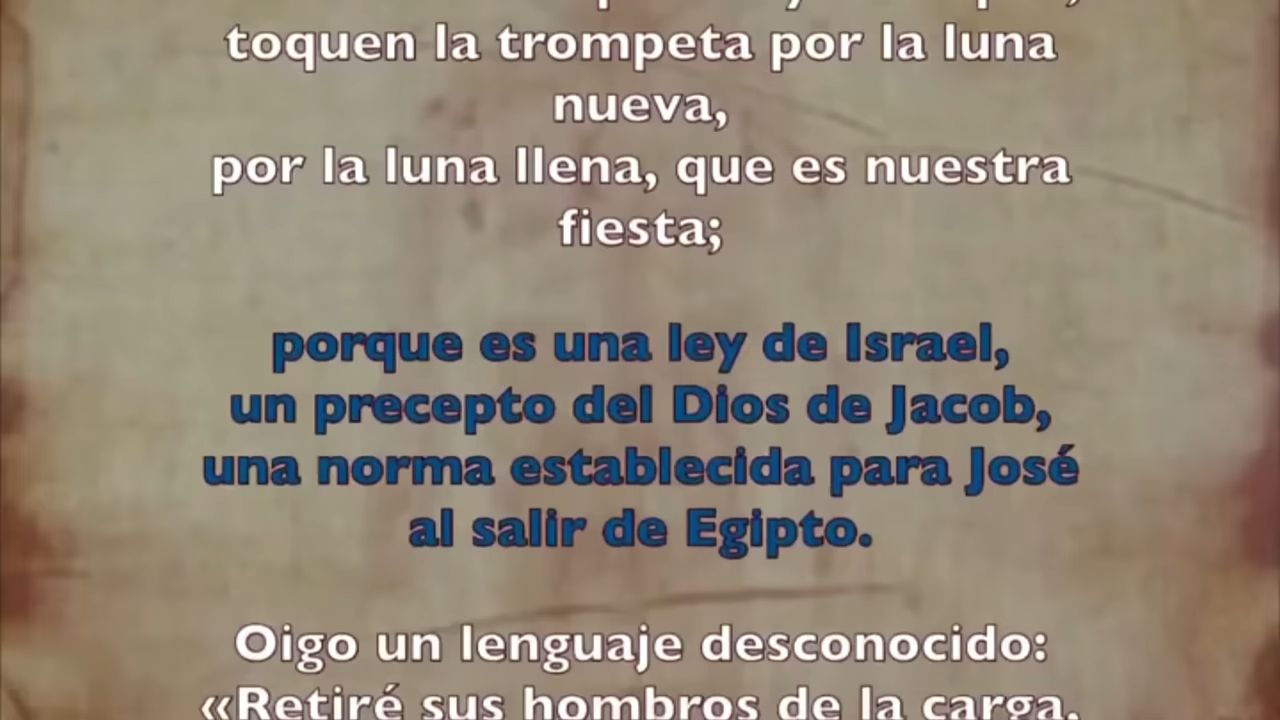 toquen la trompeta por la luna
nueva,
por la luna llena, que es nuestra
fiesta;
porque es una ley de Israel,
un precepto del Dios de Jacob,
una norma establecida para José
al salir de Egipto.
Oigo un lenguaje desconocido:
«Retiré sus hombros de la carga,